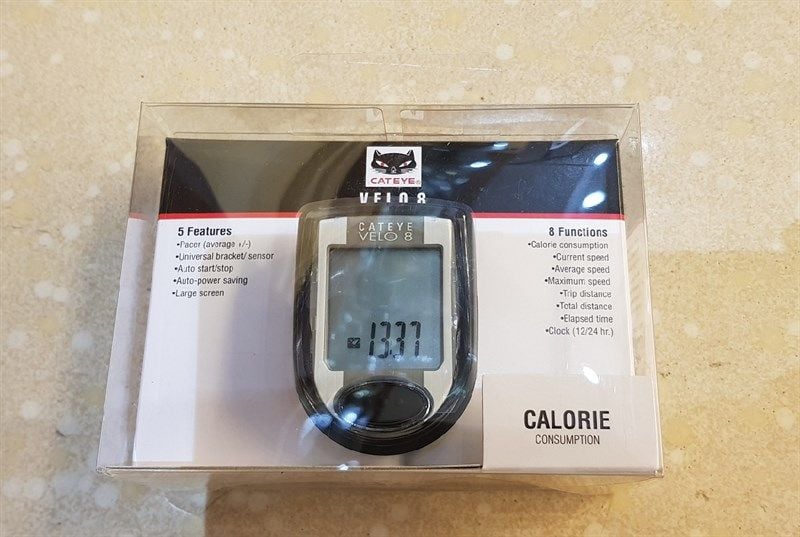 CATEYE®
VELO 8
5 Features
•Pacer (average +/-)
•Universal bracket/ sensor
•Auto start/stop
•Auto-power saving
•Large screen
CATEYE
VELO 8
13.37
8 Functions
•Calorie consumption
•Current speed
•Average speed
•Maximum speed
•Trip distance
•Total distance
•Elapsed time
•Clock (12/24 hr.)
CALORIE
CONSUMPTION